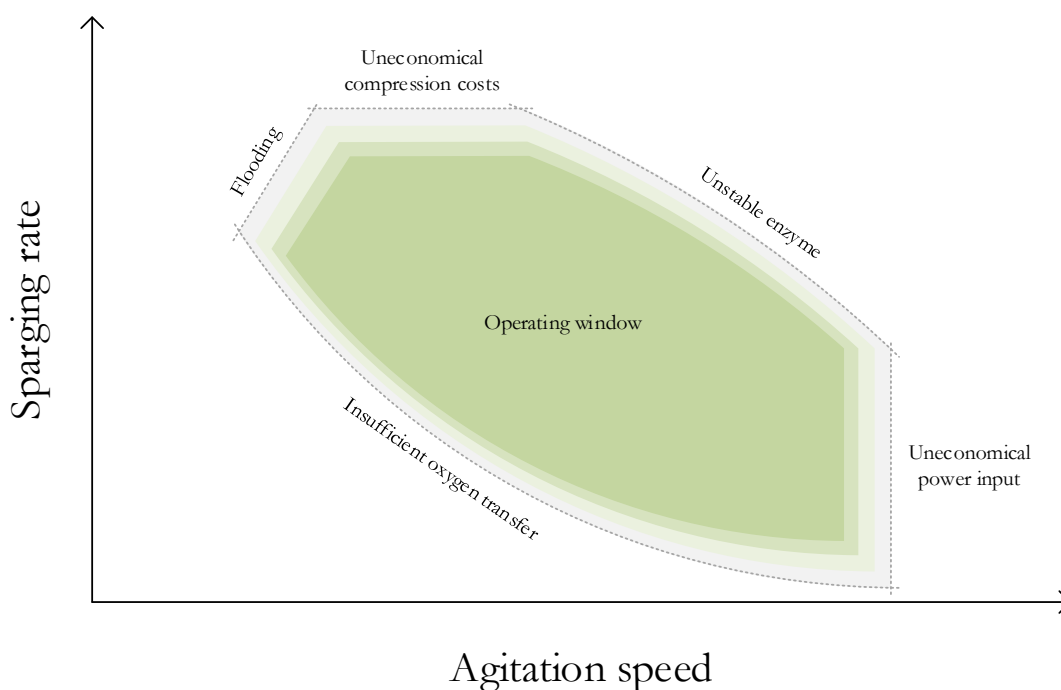 Uneconomical
compression costs
Flooding
Unstable enzyme
Sparging rate
Operating window
Insufficient oxygen transfer
Uneconomical
power input
Agitation speed